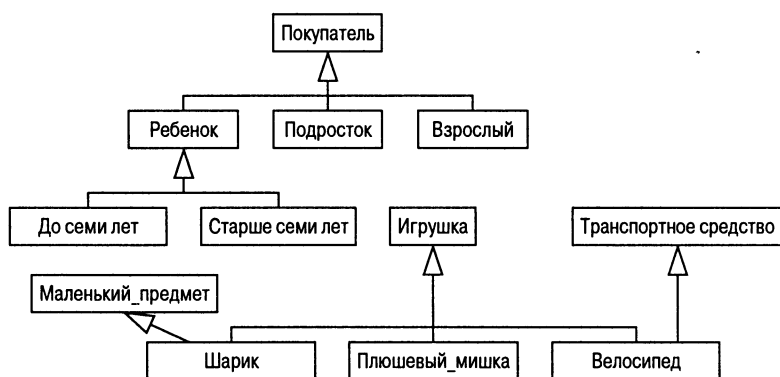 Покупатель
Ребенок
Подросток
Взрослый
До семи лет
Старше семи лет
Игрушка
Транспортное средство
Маленький_предмет
Шарик
Плюшевый_мишка
Велосипед